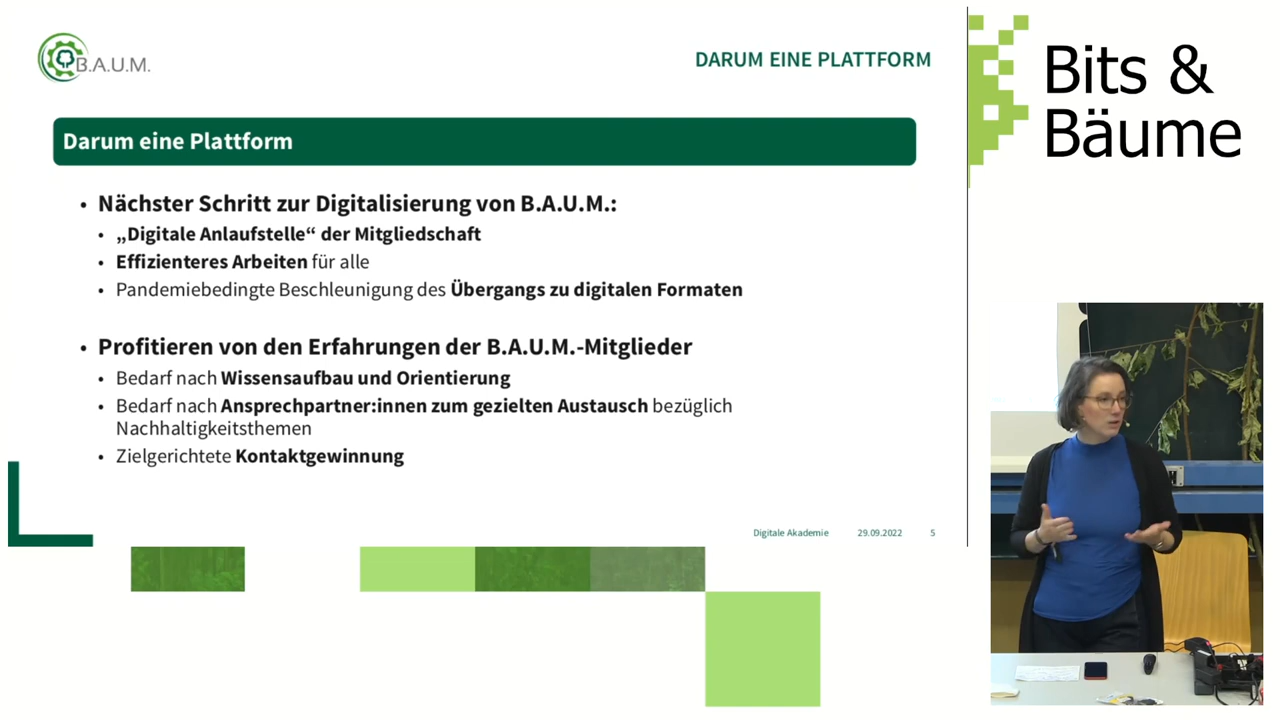 B.A.U.M.
DARUM EINE PLATTFORM
Darum eine Plattform
• Nächster Schritt zur Digitalisierung von B.A.U.M.:
• „Digitale Anlaufstelle“ der Mitgliedschaft
• Effizienteres Arbeiten für alle
• Pandemiebedingte Beschleunigung des Übergangs zu digitalen Formaten
• Profitieren von den Erfahrungen der B.A.U.M.-Mitglieder
• Bedarf nach Wissensaufbau und Orientierung
• Bedarf nach Ansprechpartner:innen zum gezielten Austausch bezüglich
Nachhaltigkeitsthemen
• Zielgerichtete Kontaktgewinnung
Digitale Akademie 29.09.2022 5
Bits &
Bäume